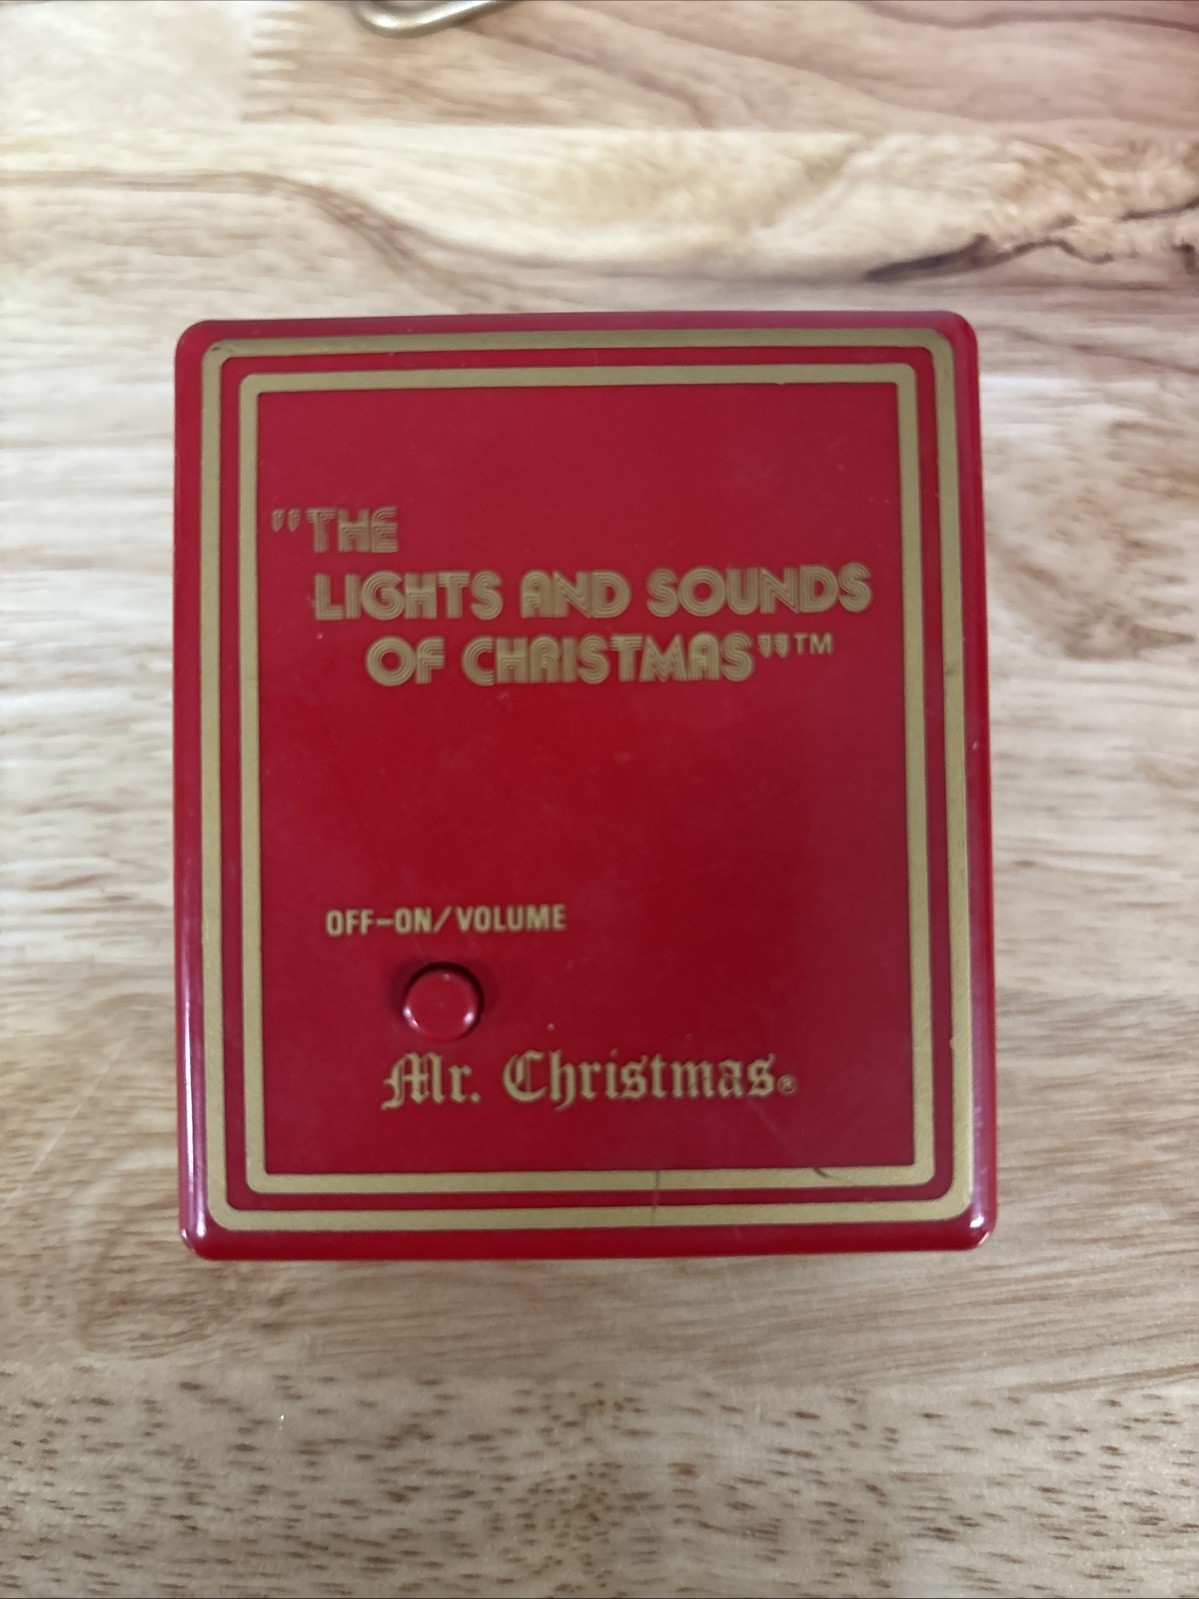 "THE
LIGHTS AND SOUNDS
OF CHRISTMAS"™
OFF-ON/VOLUME
Mr. Christmas®